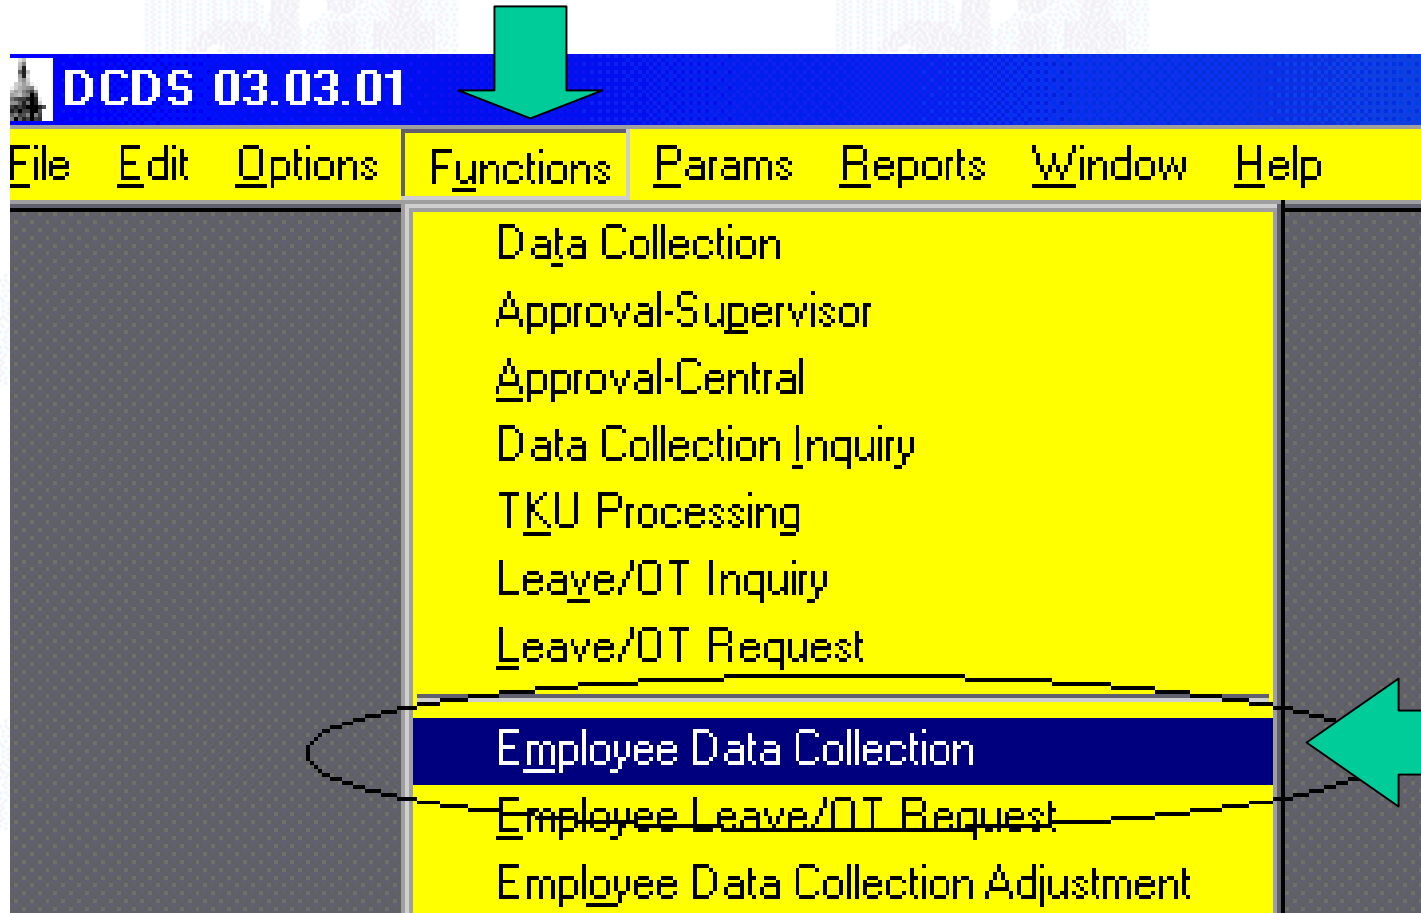 DCDS 03.03.01
File Edit Options Functions Params Reports Window Help
Data Collection
Approval-Supervisor
Approval-Central
Data Collection Inquiry
TKU Processing
Leave/OT Inquiry
Leave/OT Request
Employee Data Collection
Employee Leave/OT Request
Employee Data Collection Adjustment